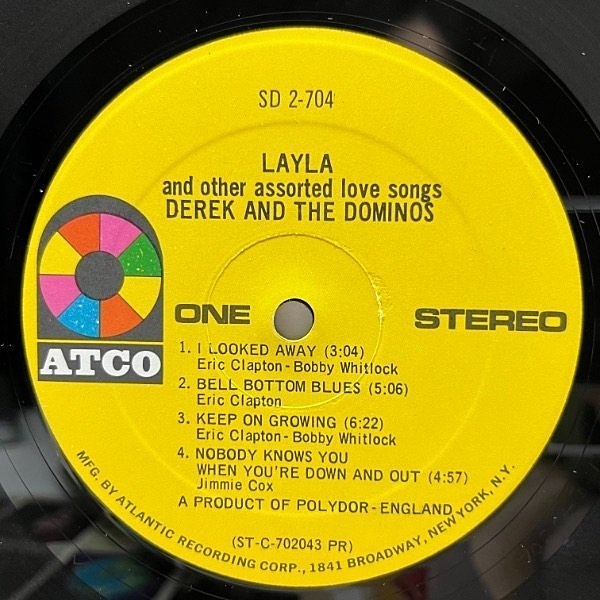 SD 2-704
LAYLA
and other assorted love songs
DEREK AND THE DOMINOS
ATCO
ONE
STEREO
1. I LOOKED AWAY (3:04)
Eric Clapton - Bobby Whitlock
2. BELL BOTTOM BLUES (5:06)
Eric Clapton
3. KEEP ON GROWING (6:22)
Eric Clapton - Bobby Whitlock
4. NOBODY KNOWS YOU
WHEN YOU'RE DOWN AND OUT (4:57)
Jimmie Cox
A PRODUCT OF POLYDOR - ENGLAND
(ST-C-702043 PR)
MFG. BY ATLANTIC RECORDING CORP., 1841 BROADWAY, NEW YORK, N.Y.